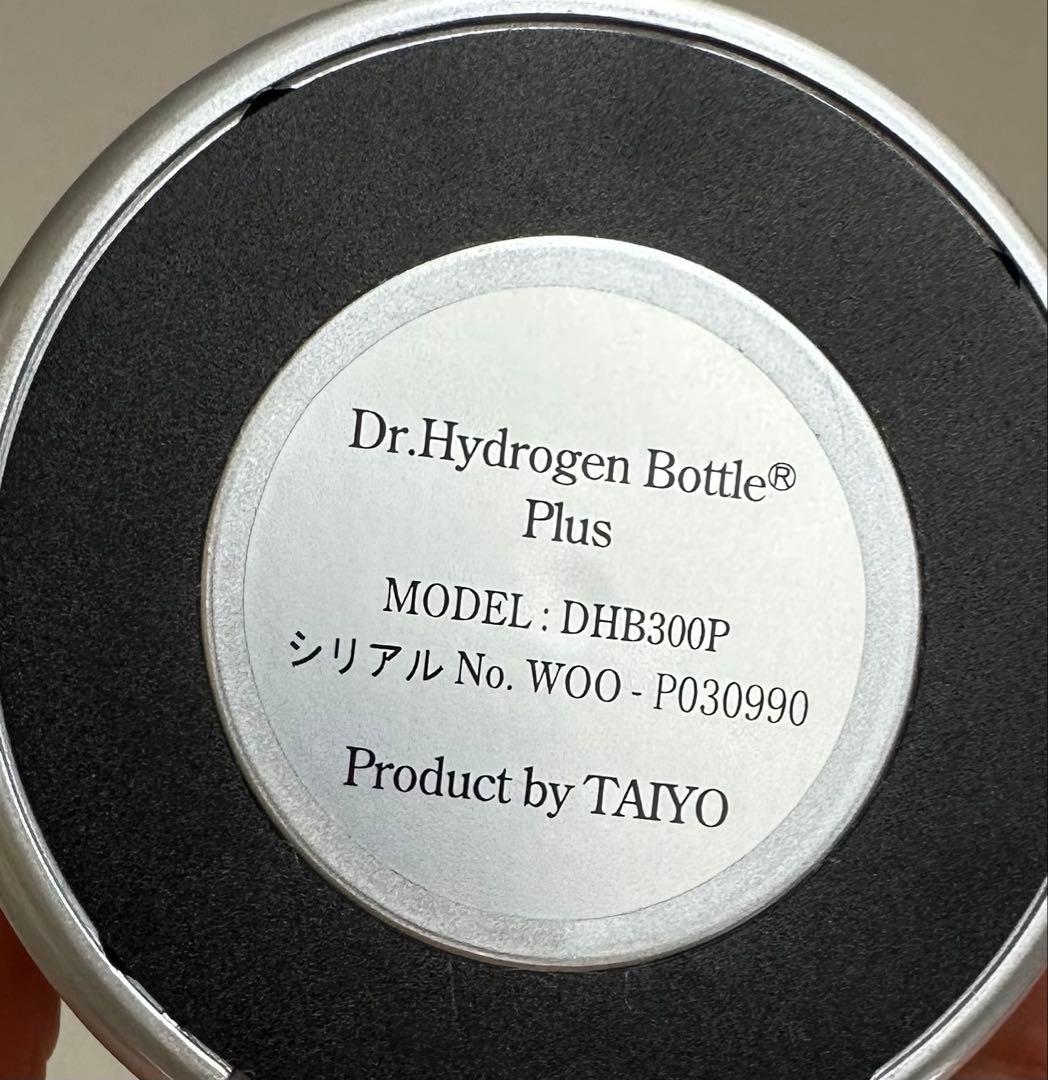 Dr.Hydrogen Bottle®
Plus
MODEL : DHB300P
シリアル No. WOO - P030990
Product by TAIYO